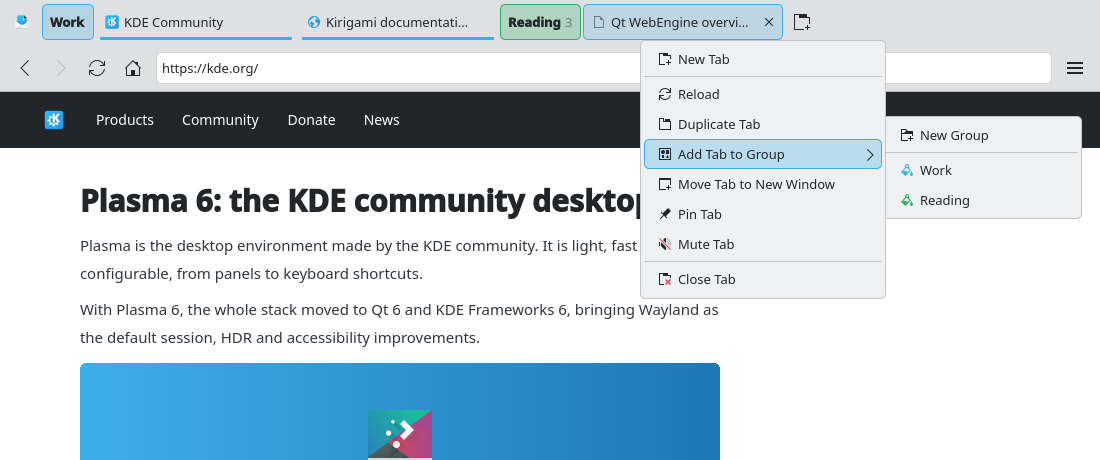 Work
KDE Community
Kirigami documentati...
Reading 3
Qt WebEngine overvi...
https://kde.org/
Products
Community
Donate
News
New Tab
Reload
Duplicate Tab
Add Tab to Group
Move Tab to New Window
Pin Tab
Mute Tab
Close Tab
New Group
Work
Reading
Plasma 6: the KDE community desktop
Plasma is the desktop environment made by the KDE community. It is light, fast
configurable, from panels to keyboard shortcuts.
With Plasma 6, the whole stack moved to Qt 6 and KDE Frameworks 6, bringing Wayland as
the default session, HDR and accessibility improvements.